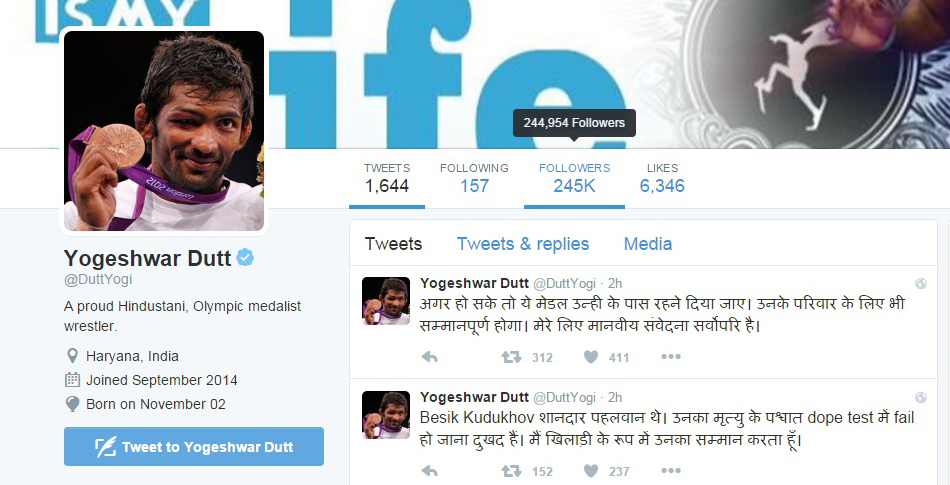 IS MY
ife
244,954 Followers
TWEETS FOLLOWING FOLLOWERS LIKES
1,644 157 245K 6,346
Yogeshwar Dutt
@DuttYogi
A proud Hindustani, Olympic medalist
wrestler.
Haryana, India
Joined September 2014
Born on November 02
Tweet to Yogeshwar Dutt
Tweets Tweets & replies Media
Yogeshwar Dutt @DuttYogi · 2h
अगर हो सके तो ये मेडल उन्ही के पास रहने दिया जाए। उनके परिवार के लिए भी
सम्मानपूर्ण होगा। मेरे लिए मानवीय संवेदना सर्वोपरि है।
312 411
Yogeshwar Dutt @DuttYogi · 2h
Besik Kudukhov शानदार पहलवान थे। उनका मृत्यु के पश्चात dope test में fail
हो जाना दुखद हैं। मैं खिलाड़ी के रूप में उनका सम्मान करता हूँ।
152 237